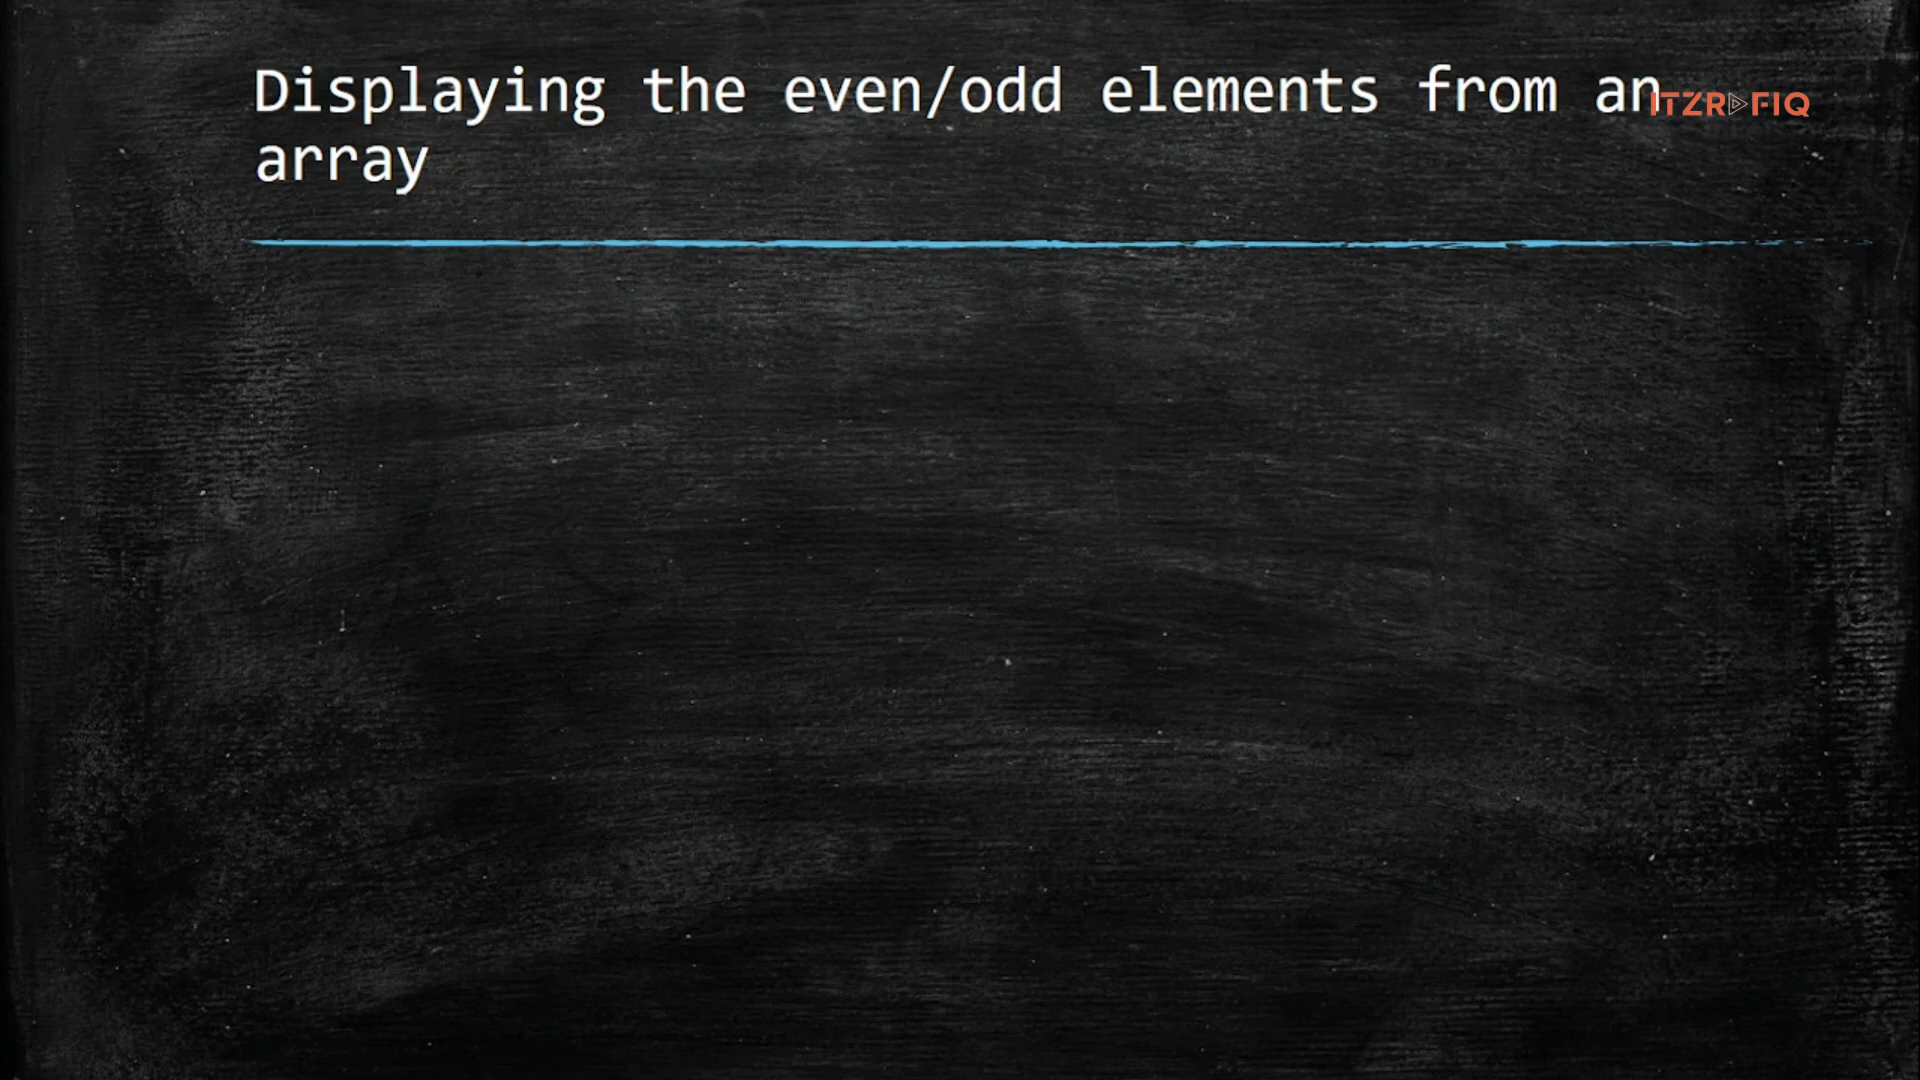 Displaying the even/odd elements from an
ITZRFIQ
array